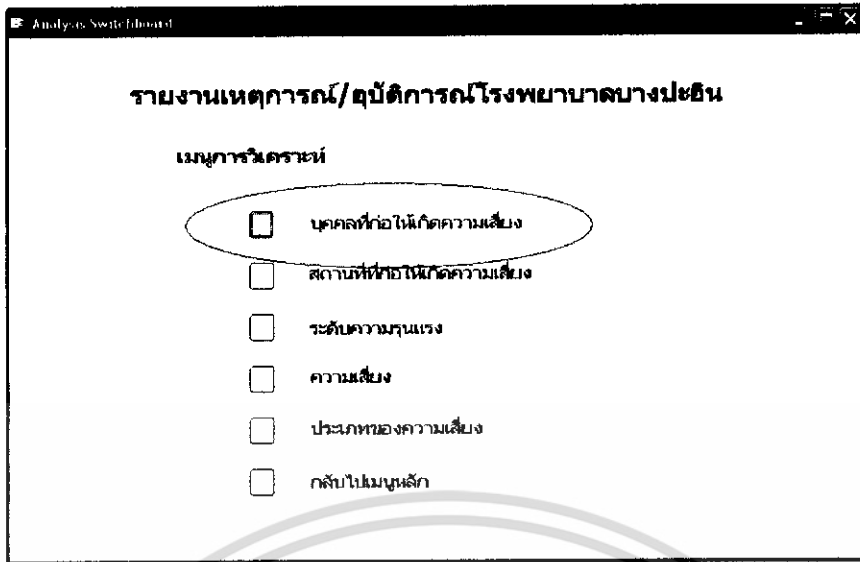 Analysis Switchboard
รายงานเหตุการณ์/อุบัติการณ์โรงพยาบาลบางปะอิน
เมนูการวิเคราะห์
บุคคลที่ก่อให้เกิดความเสี่ยง
สถานที่ที่ก่อให้เกิดความเสี่ยง
ระดับความรุนแรง
ความเสี่ยง
ประเภทของความเสี่ยง
กลับไปเมนูหลัก